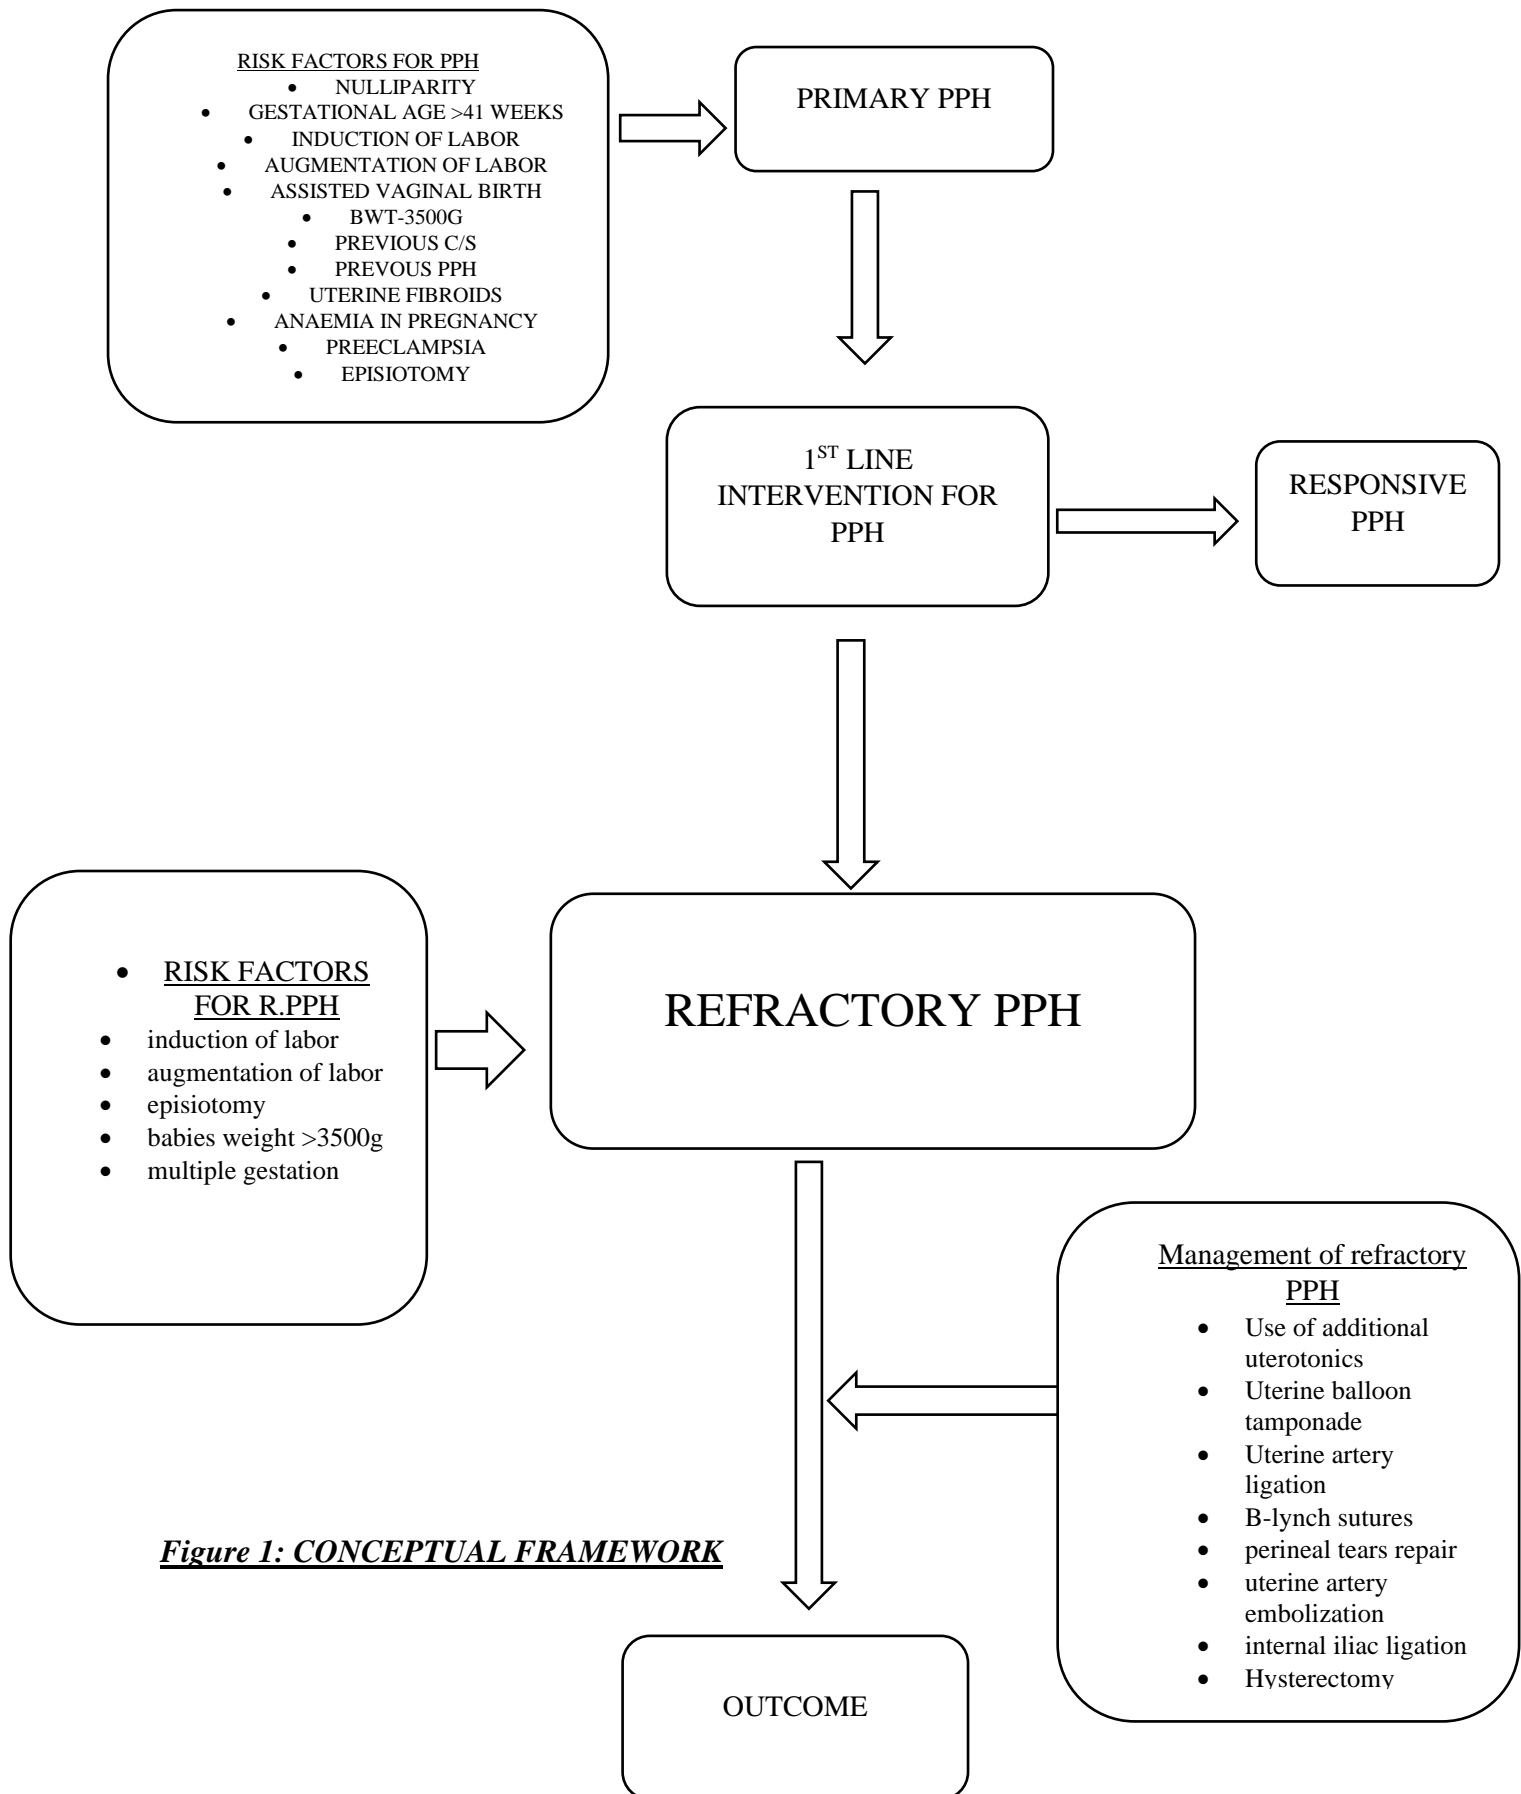 RISK FACTORS FOR PPH
• NULLIPARITY
• GESTATIONAL AGE >41 WEEKS
• INDUCTION OF LABOR
• AUGMENTATION OF LABOR
• ASSISTED VAGINAL BIRTH
• BWT-3500G
• PREVIOUS C/S
• PREVOUS PPH
• UTERINE FIBROIDS
• ANAEMIA IN PREGNANCY
• PREECLAMPSIA
• EPISIOTOMY
PRIMARY PPH
1ST LINE
INTERVENTION FOR
PPH
RESPONSIVE
PPH
• RISK FACTORS
FOR R.PPH
• induction of labor
• augmentation of labor
• episiotomy
• babies weight >3500g
• multiple gestation
REFRACTORY PPH
Management of refractory
PPH
• Use of additional
uterotonics
• Uterine balloon
tamponade
• Uterine artery
ligation
• B-lynch sutures
• perineal tears repair
• uterine artery
embolization
• internal iliac ligation
• Hysterectomy
Figure 1: CONCEPTUAL FRAMEWORK
OUTCOME